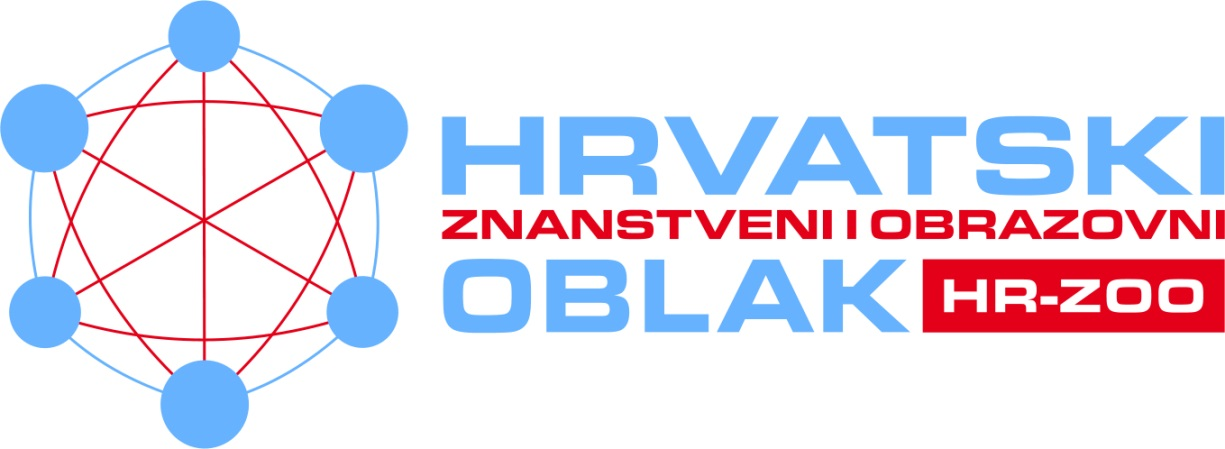 HRVATSKI
ZNANSTVENI I OBRAZOVNI
OBLAK HR-ZOO